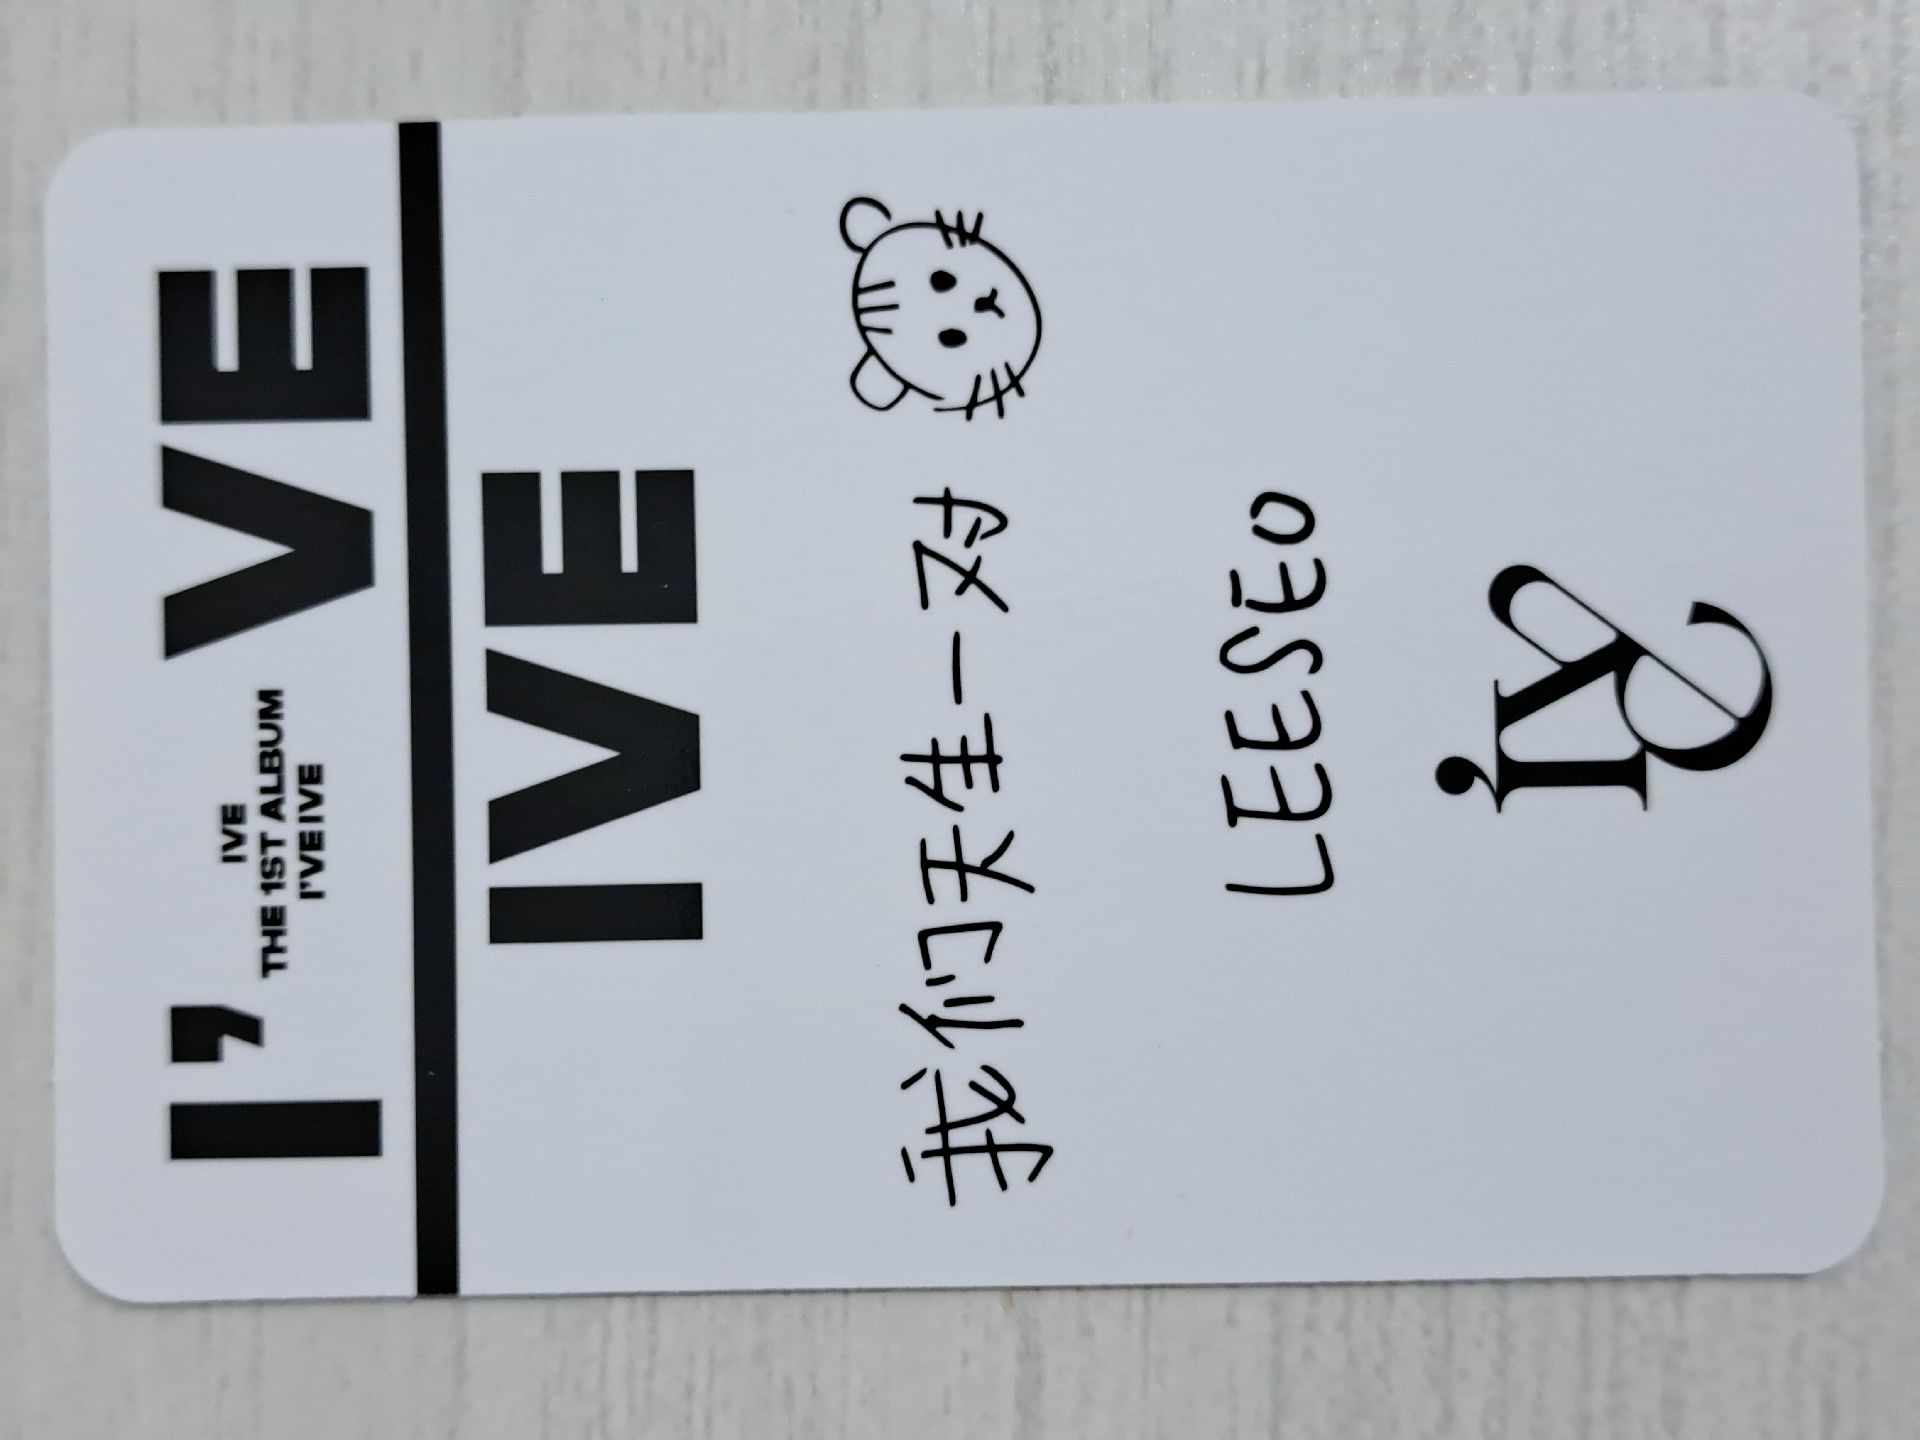 I'VE
IVE
THE 1ST ALBUM
I'VE IVE
IVE
我们天生一对
LEESEO